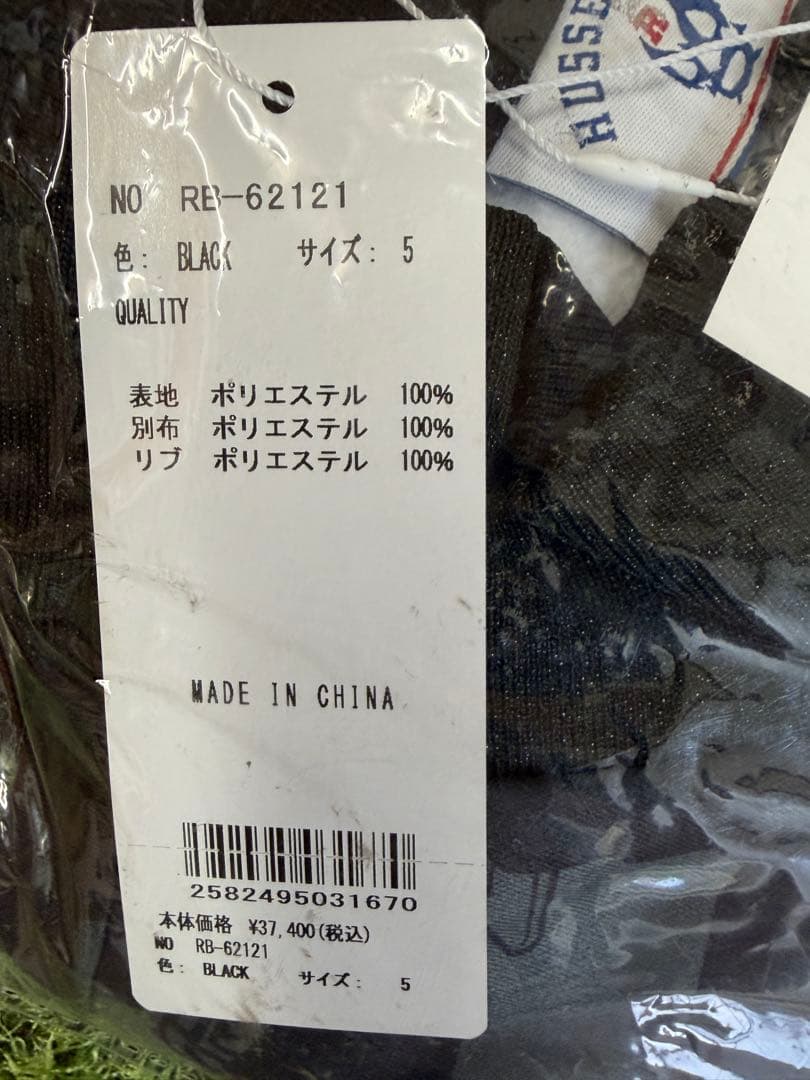 HUSSE
R
NO RB-62121
色: BLACK サイズ: 5
QUALITY
表地 ポリエステル 100%
別布 ポリエステル 100%
リブ ポリエステル 100%
MADE IN CHINA
2582495031670
本体価格 ¥37,400(税込)
NO RB-62121
色: BLACK サイズ: 5